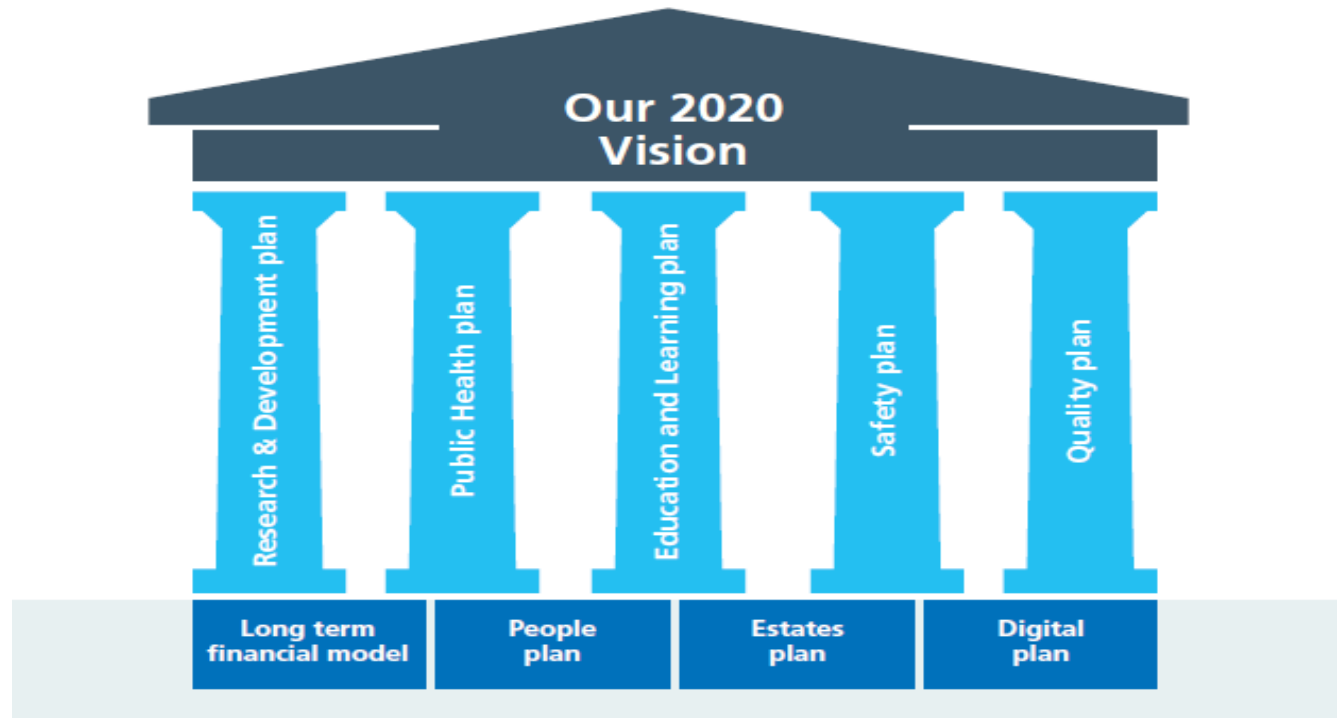 Our 2020
Vision
Research & Development plan
Public Health plan
Education and Learning plan
Safety plan
Quality plan
Long term
financial model
People
plan
Estates
plan
Digital
plan